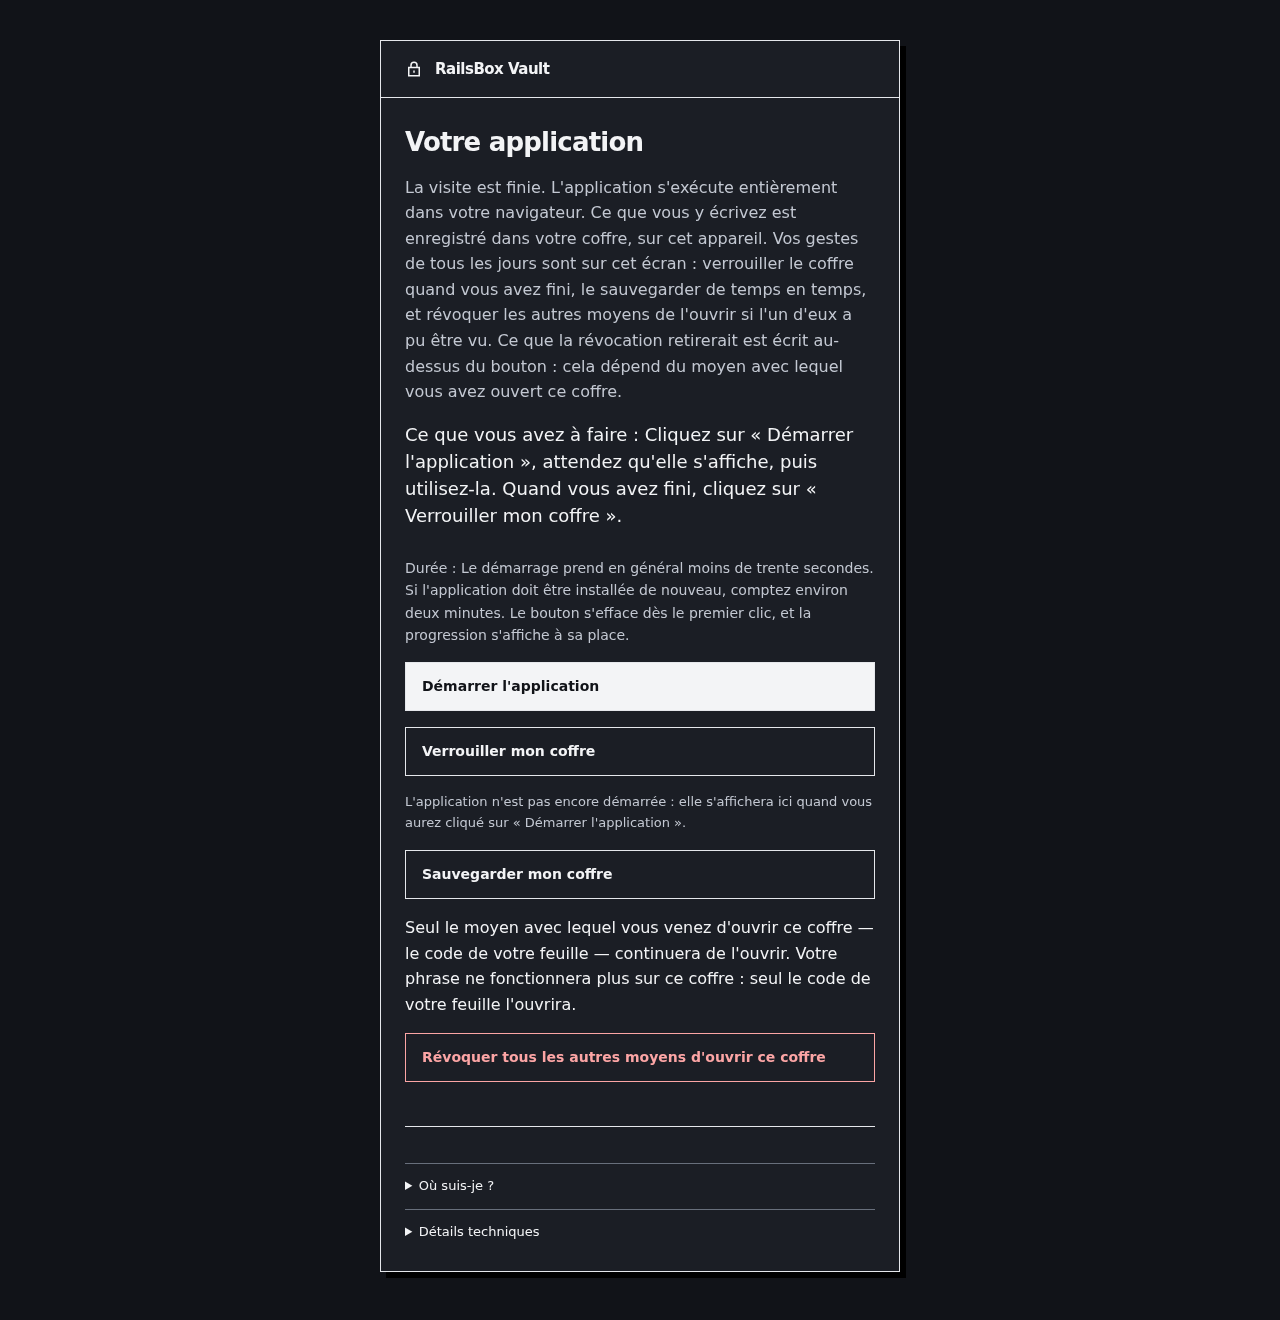 RailsBox Vault
Votre application
La visite est finie. L'application s'exécute entièrement
dans votre navigateur. Ce que vous y écrivez est
enregistré dans votre coffre, sur cet appareil. Vos gestes
de tous les jours sont sur cet écran : verrouiller le coffre
quand vous avez fini, le sauvegarder de temps en temps,
et révoquer les autres moyens de l'ouvrir si l'un d'eux a
pu être vu. Ce que la révocation retirerait est écrit au-
dessus du bouton : cela dépend du moyen avec lequel
vous avez ouvert ce coffre.
Ce que vous avez à faire : Cliquez sur « Démarrer
l'application », attendez qu'elle s'affiche, puis
utilisez-la. Quand vous avez fini, cliquez sur «
Verrouiller mon coffre ».
Durée : Le démarrage prend en général moins de trente secondes.
Si l'application doit être installée de nouveau, comptez environ
deux minutes. Le bouton s'efface dès le premier clic, et la
progression s'affiche à sa place.
Démarrer l'application
Verrouiller mon coffre
L'application n'est pas encore démarrée : elle s'affichera ici quand vous
aurez cliqué sur « Démarrer l'application ».
Sauvegarder mon coffre
Seul le moyen avec lequel vous venez d'ouvrir ce coffre —
le code de votre feuille — continuera de l'ouvrir. Votre
phrase ne fonctionnera plus sur ce coffre : seul le code de
votre feuille l'ouvrira.
Révoquer tous les autres moyens d'ouvrir ce coffre
Où suis-je ?
Détails techniques